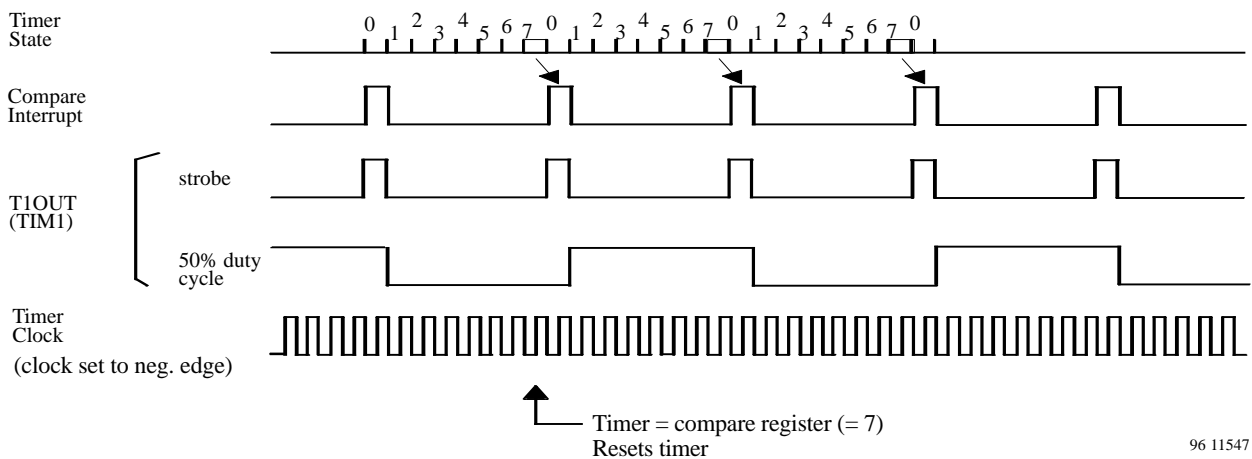 Timer
State
0 1 2 3 4 5 6 7 0 1 2 3 4 5 6 7 0 1 2 3 4 5 6 7 0
Compare
Interrupt
T1OUT
(TIM1)
strobe
50% duty
cycle
Timer
Clock
(clock set to neg. edge)
Timer = compare register (= 7)
Resets timer
96 11547